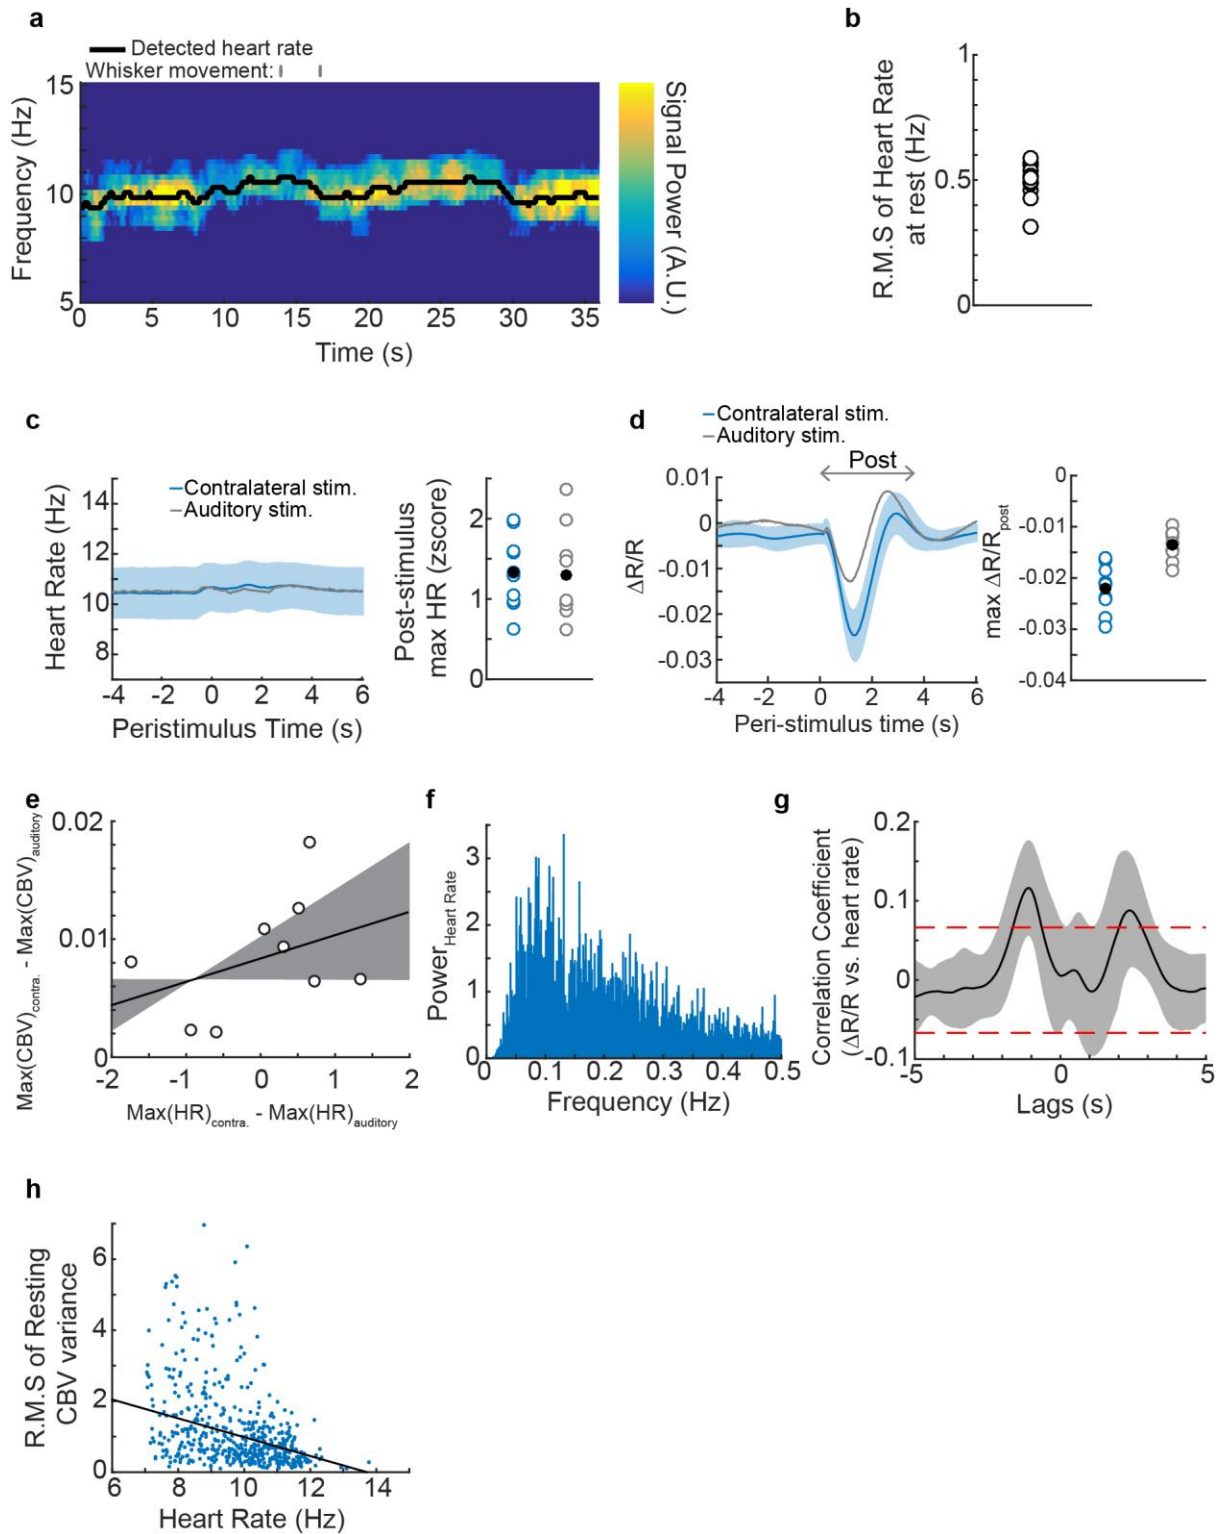 a
Detected heart rate
Whisker movement:
Frequency (Hz)
15
10
5
0 5 10 15 20 25 30 35
Time (s)
Signal Power (A.U.)
b
R.M.S of Heart Rate
at rest (Hz)
1
0.5
0
c
Heart Rate (Hz)
14
12
10
8
-4 -2 0 2 4 6
Peristimulus Time (s)
Contralateral stim.
Auditory stim.
Post-stimulus
max HR (zscore)
2
1
0
d
Contralateral stim.
Auditory stim.
Post
ΔR/R
0.01
0
-0.01
-0.02
-0.03
-4 -2 0 2 4 6
Peri-stimulus time (s)
max ΔR/Rpost
0
-0.01
-0.02
-0.03
-0.04
e
Max(CBV)contra. - Max(CBV)auditory
0.02
0.01
0
-2 -1 0 1 2
Max(HR)contra. - Max(HR)auditory
f
PowerHeart Rate
3
2
1
0
0 0.1 0.2 0.3 0.4 0.5
Frequency (Hz)
g
Correlation Coefficient
(ΔR/R vs. heart rate)
0.2
0.1
0
-0.1
-5 0 5
Lags (s)
h
R.M.S of Resting
CBV variance
6
4
2
0
6 8 10 12 14
Heart Rate (Hz)